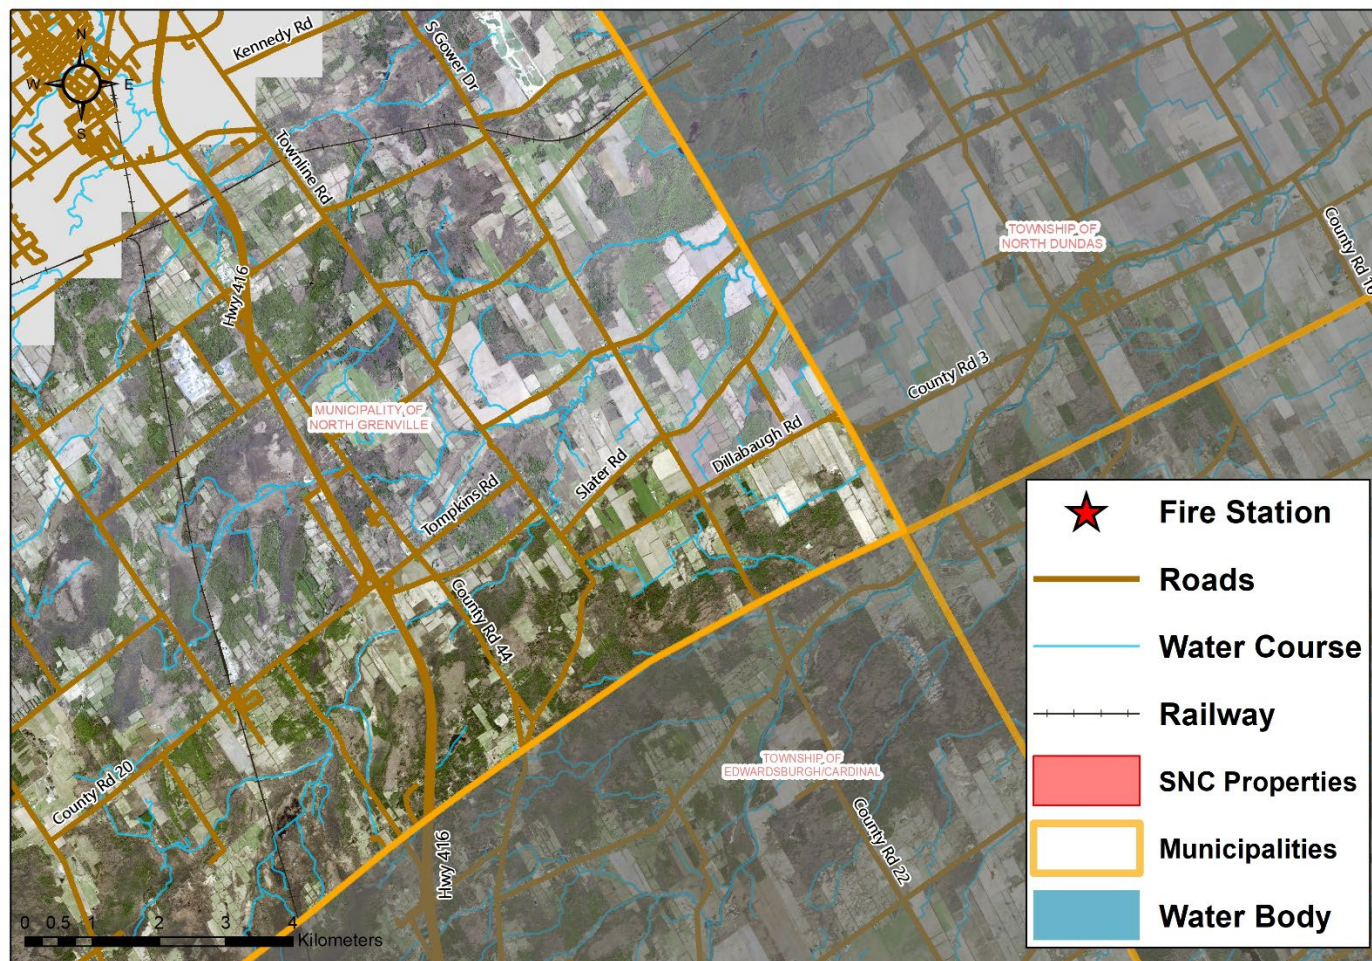 Kennedy Rd
S Gower Dr
N
W
E
S
Townline Rd
TOWNSHIP OF
NORTH DUNDAS
County Rd 16
Hwy 416
County Rd 3
MUNICIPALITY OF
NORTH GRENVILLE
Dillabaugh Rd
Slater Rd
Tompkins Rd
County Rd 44
TOWNSHIP OF
EDWARDSBURGH/CARDINAL
County Rd 20
County Rd 22
Hwy 416
0 0.5 1 2 3 4
Kilometers
Fire Station
Roads
Water Course
Railway
SNC Properties
Municipalities
Water Body